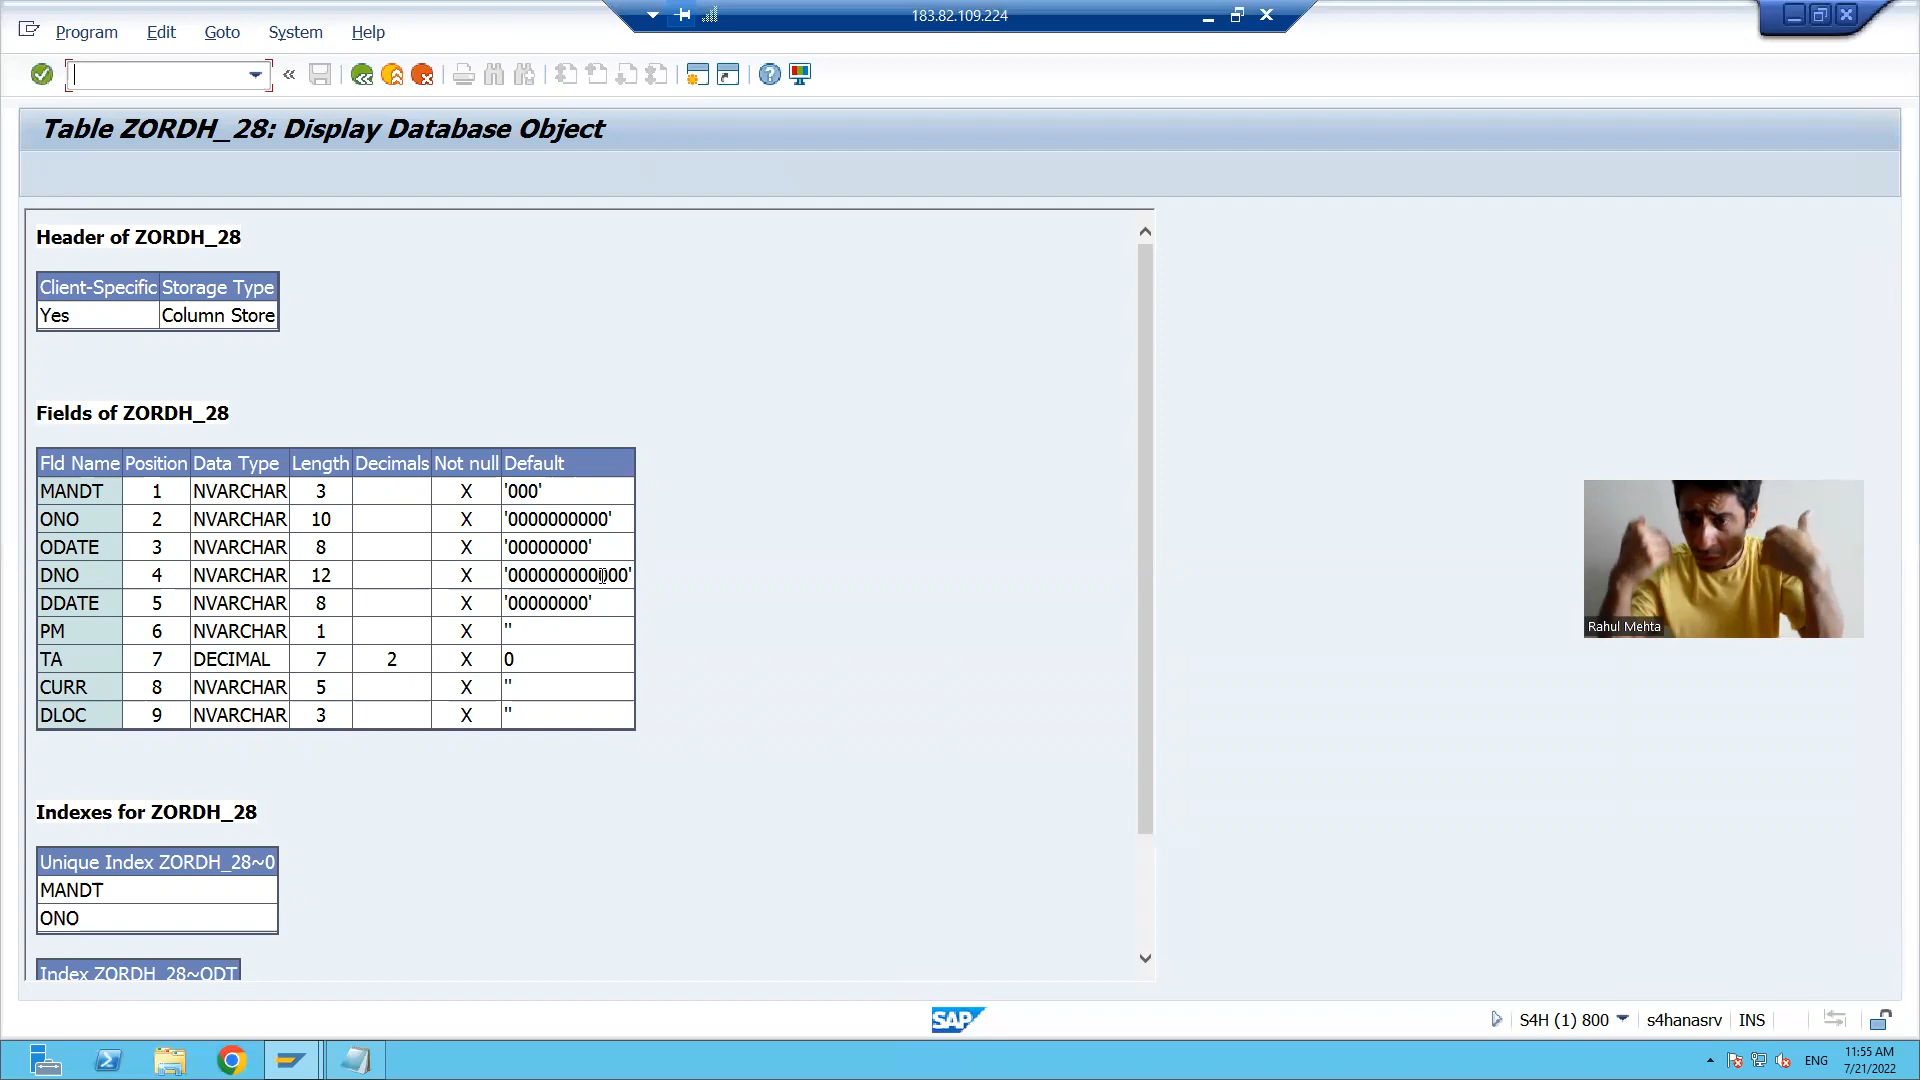 183.82.109.224
Program Edit Goto System Help
Table ZORDH_28: Display Database Object
Header of ZORDH_28
Client-Specific Storage Type
Yes Column Store
Fields of ZORDH_28
Fld Name Position Data Type Length Decimals Not null Default
MANDT 1 NVARCHAR 3 X '000'
ONO 2 NVARCHAR 10 X '0000000000'
ODATE 3 NVARCHAR 8 X '00000000'
DNO 4 NVARCHAR 12 X '000000000000'
DDATE 5 NVARCHAR 8 X '00000000'
PM 6 NVARCHAR 1 X ''
TA 7 DECIMAL 7 2 X 0
CURR 8 NVARCHAR 5 X ''
DLOC 9 NVARCHAR 3 X ''
Rahul Mehta
Indexes for ZORDH_28
Unique Index ZORDH_28~0
MANDT
ONO
Index ZORDH_28~ODT
SAP
S4H (1) 800 s4hanasrv INS
ENG
11:55 AM
7/21/2022